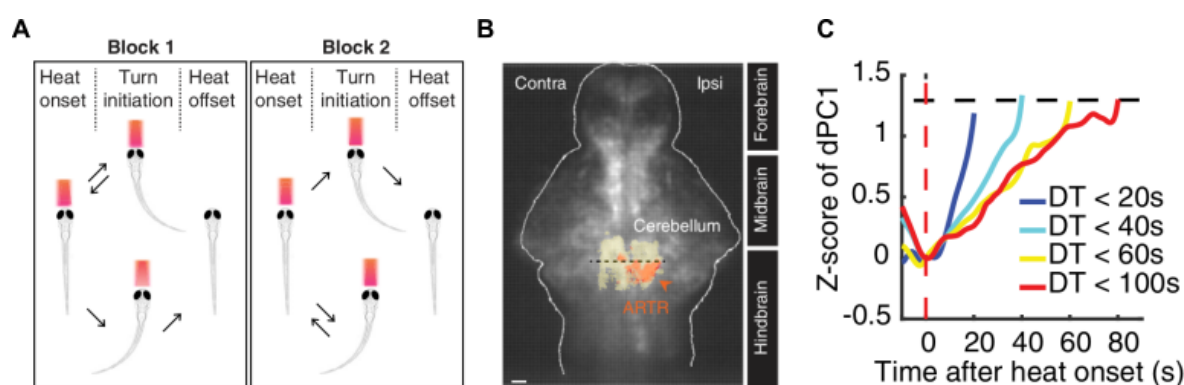 A
Block 1
Block 2
Heat onset
Turn initiation
Heat offset
Heat onset
Turn initiation
Heat offset
B
Contra
Ipsi
Cerebellum
ARTR
Forebrain
Midbrain
Hindbrain
C
Z-score of dPC1
1.5
1
0.5
0
-0.5
DT < 20s
DT < 40s
DT < 60s
DT < 100s
0 20 40 60 80
Time after heat onset (s)